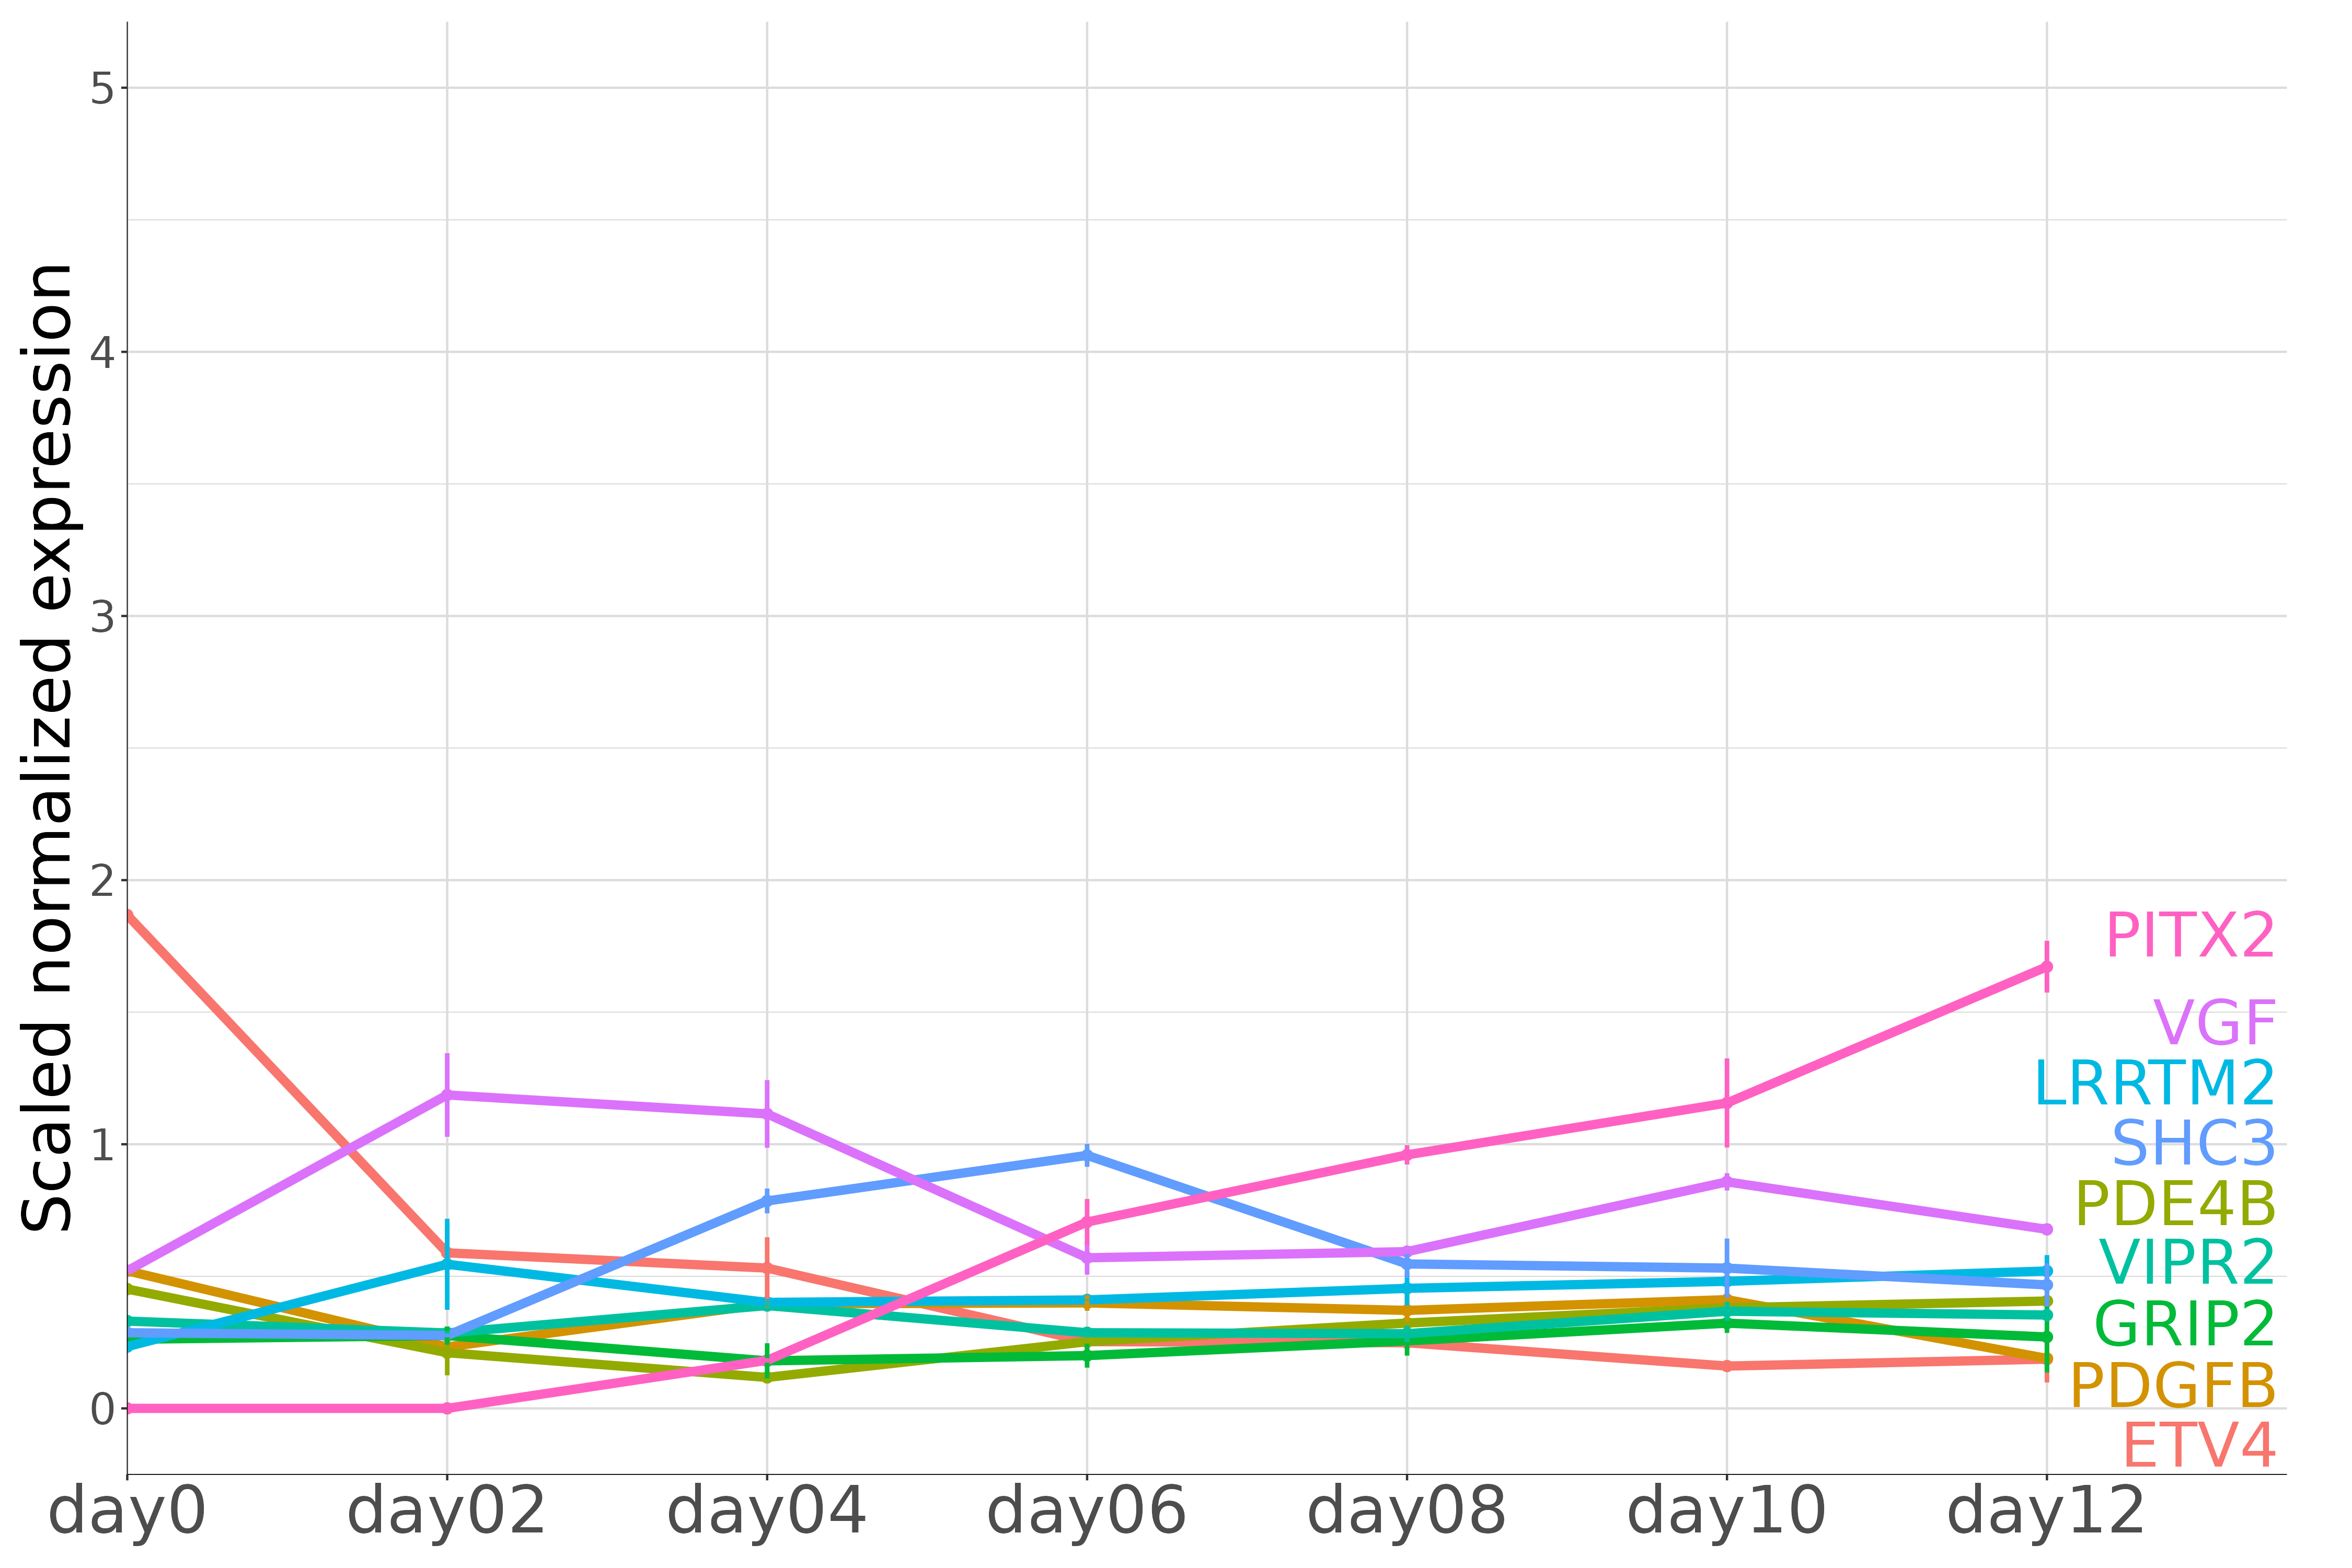 Scaled normalized expression
5
4
3
2
1
0
PITX2
VGF
LRRTM2
SHC3
PDE4B
VIPR2
GRIP2
PDGFB
ETV4
day0 day02 day04 day06 day08 day10 day12